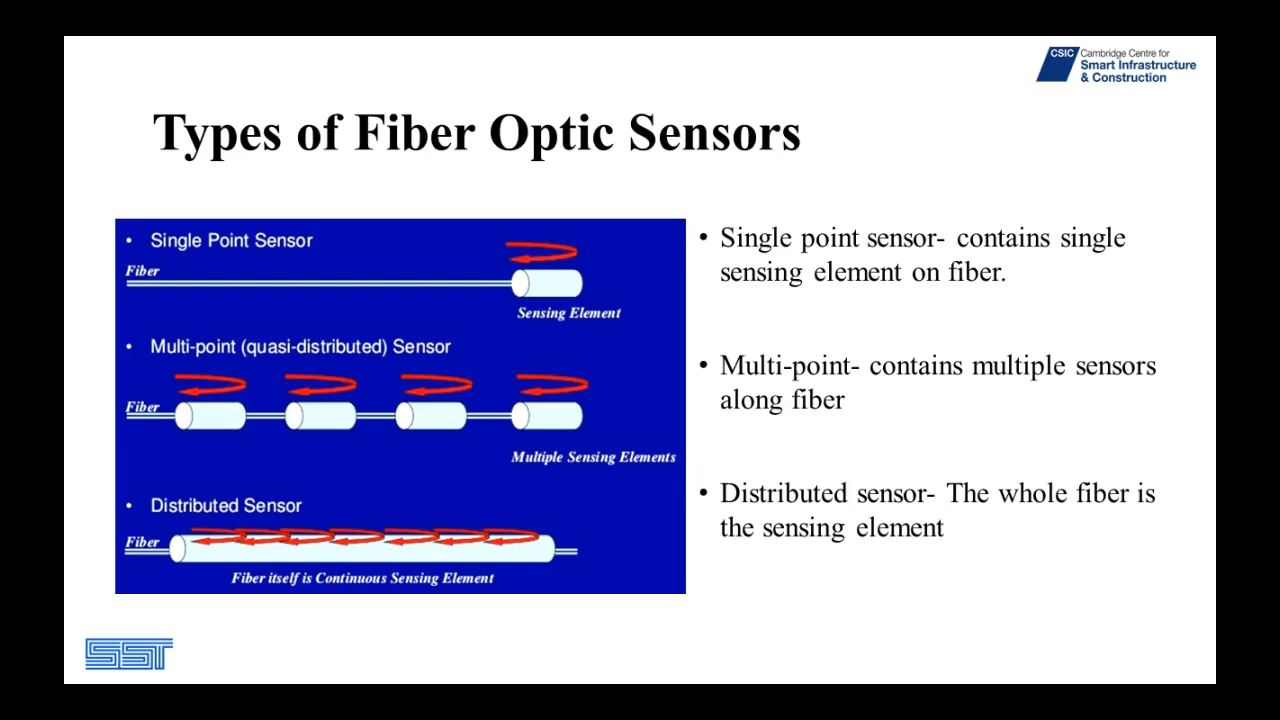 CSIC
Cambridge Centre for
Smart Infrastructure
& Construction
Types of Fiber Optic Sensors
• Single Point Sensor
Fiber
Sensing Element
• Multi-point (quasi-distributed) Sensor
Fiber
Multiple Sensing Elements
• Distributed Sensor
Fiber
Fiber itself is Continuous Sensing Element
• Single point sensor- contains single
sensing element on fiber.
• Multi-point- contains multiple sensors
along fiber
• Distributed sensor- The whole fiber is
the sensing element
SST